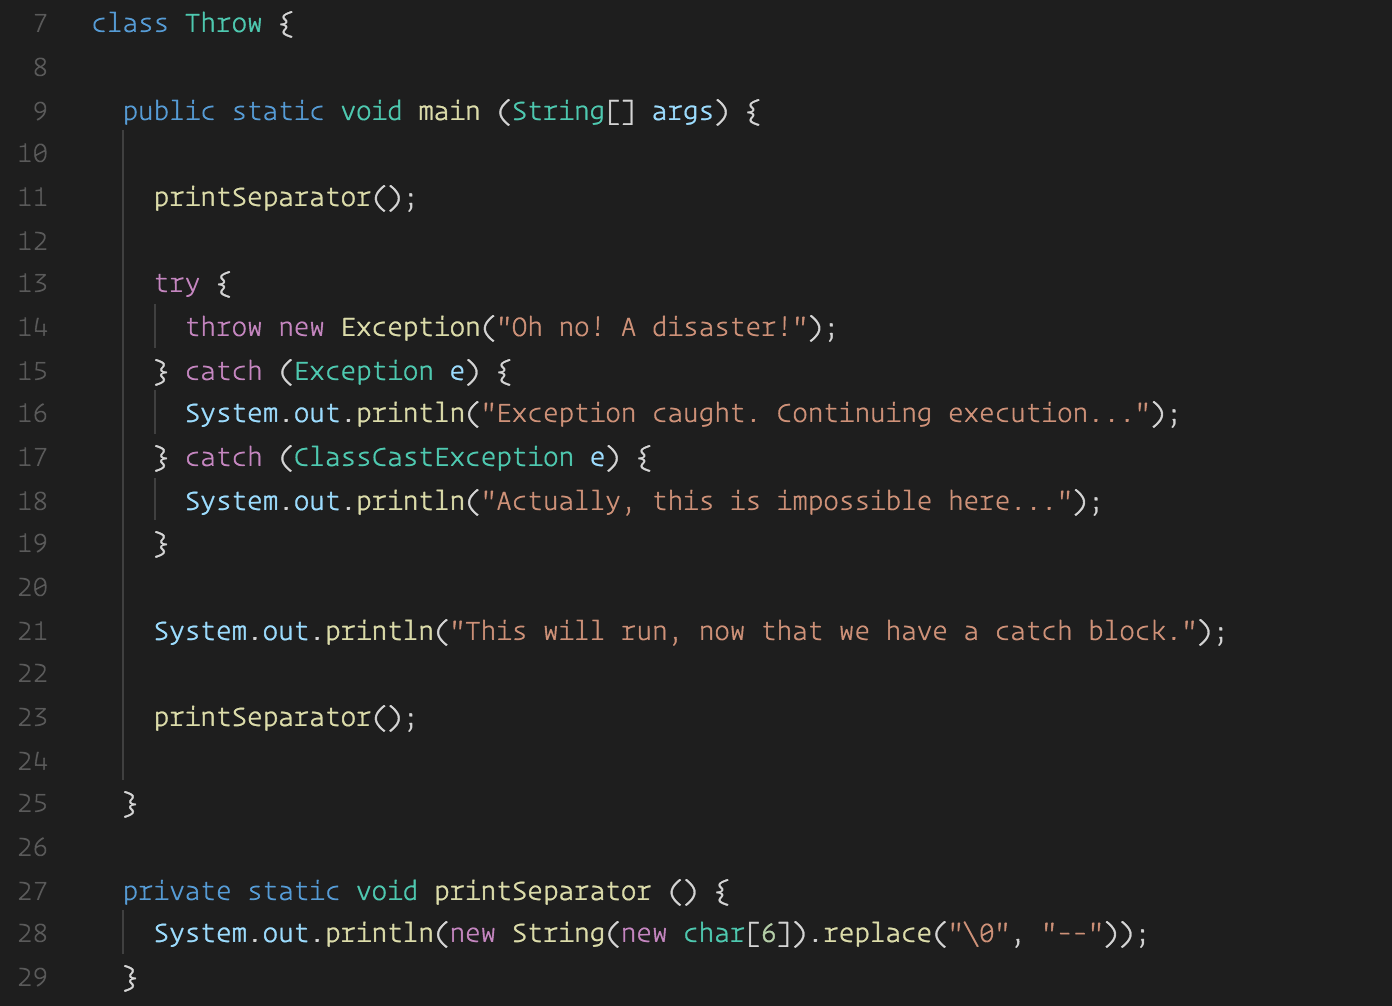 7 class Throw {
8
9 public static void main (String[] args) {
10
11 printSeparator();
12
13 try {
14 throw new Exception("Oh no! A disaster!");
15 } catch (Exception e) {
16 System.out.println("Exception caught. Continuing execution...");
17 } catch (ClassCastException e) {
18 System.out.println("Actually, this is impossible here...");
19 }
20
21 System.out.println("This will run, now that we have a catch block.");
22
23 printSeparator();
24
25 }
26
27 private static void printSeparator () {
28 System.out.println(new String(new char[6]).replace("\0", "--"));
29 }